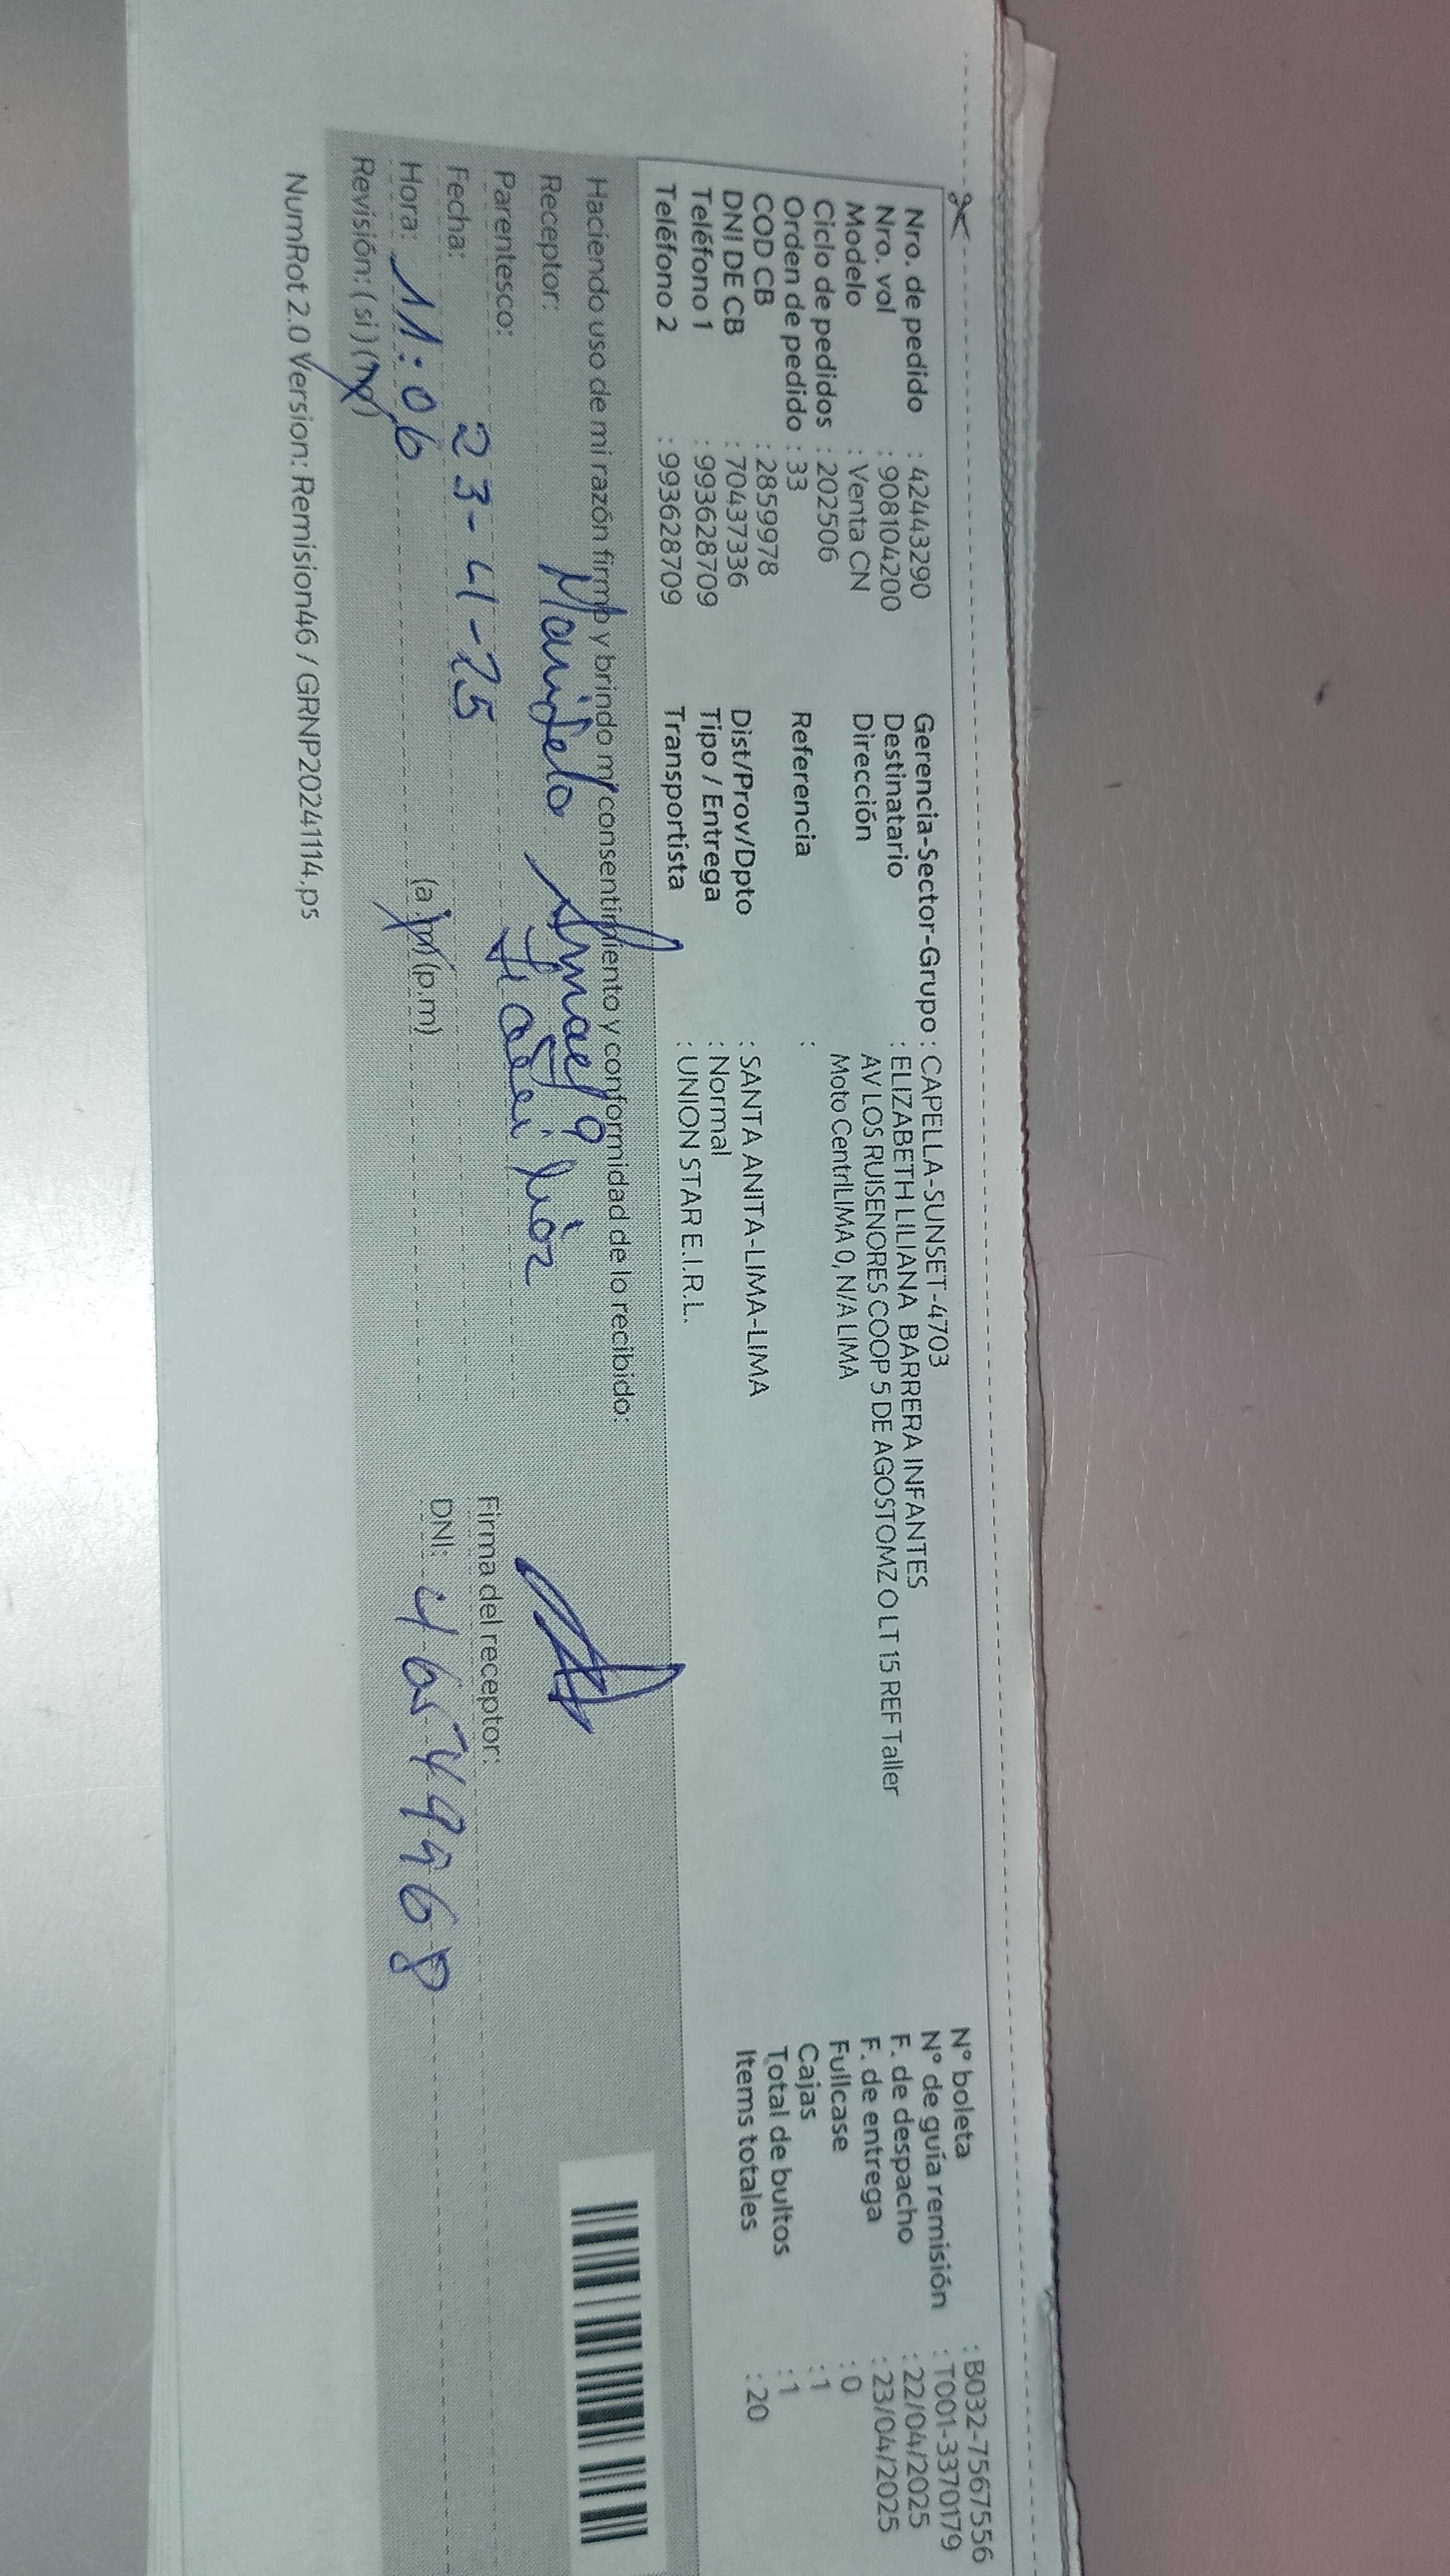 Nro. de pedido : 42443290
Nro. vol : 908104200
Modelo : Venta CN
Ciclo de pedidos : 202506
Orden de pedido : 33
COD CB : 2859978
DNI DE CB : 70437336
Teléfono 1 : 993628709
Teléfono 2 : 993628709
Gerencia-Sector-Grupo : CAPELLA-SUNSET-4703
Destinatario : ELIZABETH LILIANA BARRERA INFANTES
Dirección AV LOS RUISENORES COOP 5 DE AGOSTOMZ O LT 15 REF Taller
Moto Centr|LIMA 0, N/A LIMA
Referencia :
Dist/Prov/Dpto : SANTA ANITA-LIMA-LIMA
Tipo / Entrega : Normal
Transportista : UNION STAR E.I.R.L.
N° boleta : B032-7567556
N° de guía remisión : T001-3370179
F. de despacho : 22/04/2025
F. de entrega : 23/04/2025
Fullcase : 0
Cajas : 1
Total de bultos : 1
Items totales : 20
Haciendo uso de mi razón firmo y brindo mi consentimiento y conformidad de lo recibido:
Receptor:
Parentesco:
Fecha: 23-4-25
Hora: 11:06 (a.m) (p.m)
Revisión: (si) (no)
Firma del receptor:
DNI:
NumRot 2.0 Version: Remision46 / GRNP20241114.ps